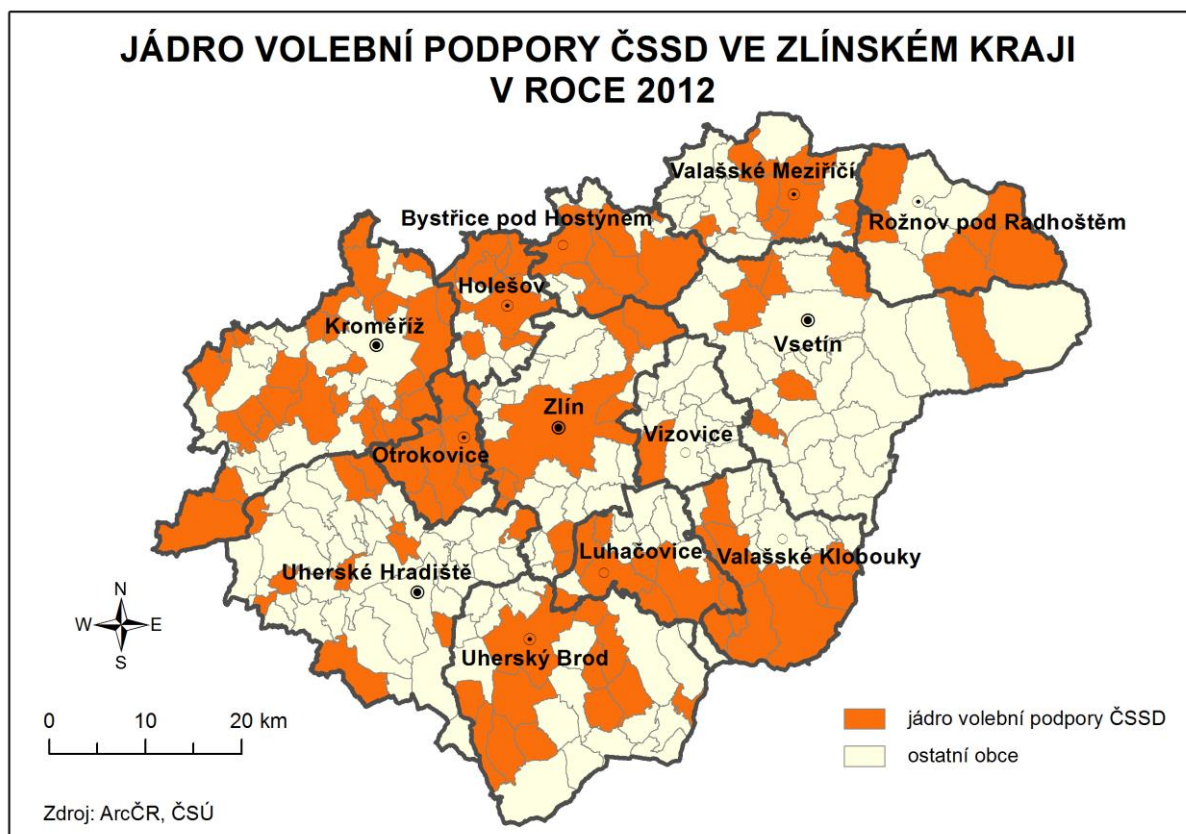 JÁDRO VOLEBNÍ PODPORY ČSSD VE ZLÍNSKÉM KRAJI
V ROCE 2012
Valašské Meziříčí
Bystřice pod Hostýnem
Rožnov pod Radhoštěm
Holešov
Kroměříž
Vsetín
Zlín
Vizovice
Otrokovice
Luhačovice
Valašské Klobouky
Uherské Hradiště
Uherský Brod
N
W
E
S
0 10 20 km
jádro volební podpory ČSSD
ostatní obce
Zdroj: ArcČR, ČSÚ